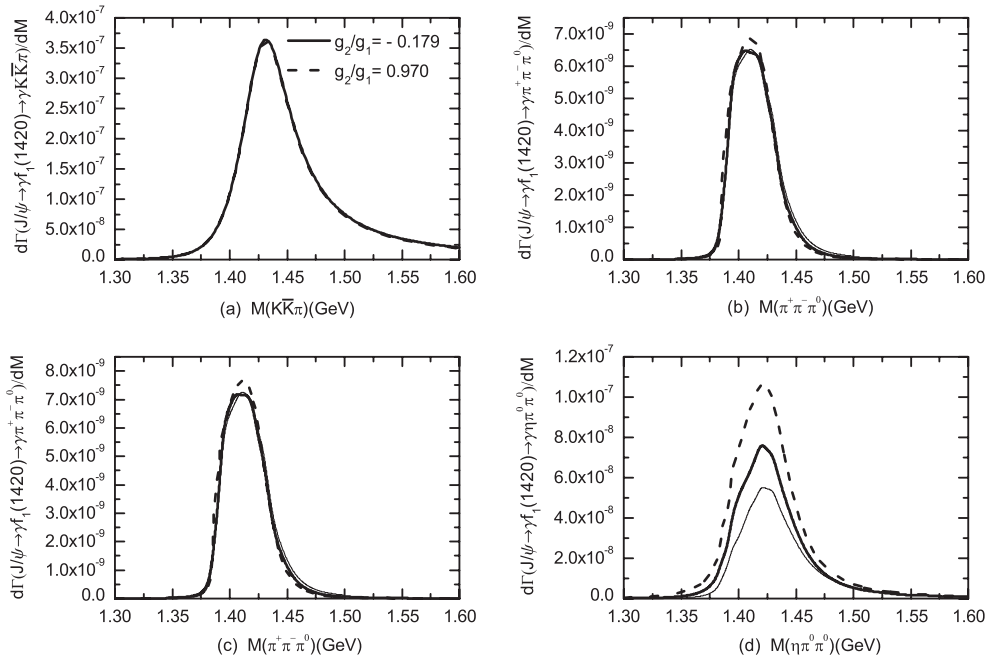 4.0x10⁻⁷
3.5x10⁻⁷
3.0x10⁻⁷
2.5x10⁻⁷
2.0x10⁻⁷
1.5x10⁻⁷
1.0x10⁻⁷
5.0x10⁻⁸
0.0
dΓ(J/ψ→γf₁(1420)→γKK̅π)/dM
g₂/g₁= - 0.179
g₂/g₁= 0.970
1.30 1.35 1.40 1.45 1.50 1.55 1.60
(a) M(KK̅π)(GeV)
7.0x10⁻⁹
6.0x10⁻⁹
5.0x10⁻⁹
4.0x10⁻⁹
3.0x10⁻⁹
2.0x10⁻⁹
1.0x10⁻⁹
0.0
dΓ(J/ψ→γf₁(1420)→γπ⁺π⁻π⁰)/dM
1.30 1.35 1.40 1.45 1.50 1.55 1.60
(b) M(π⁺π⁻π⁰)(GeV)
8.0x10⁻⁹
7.0x10⁻⁹
6.0x10⁻⁹
5.0x10⁻⁹
4.0x10⁻⁹
3.0x10⁻⁹
2.0x10⁻⁹
1.0x10⁻⁹
0.0
dΓ(J/ψ→γf₁(1420)→γπ⁺π⁻π⁰)/dM
1.30 1.35 1.40 1.45 1.50 1.55 1.60
(c) M(π⁺π⁻π⁰)(GeV)
1.2x10⁻⁷
1.0x10⁻⁷
8.0x10⁻⁸
6.0x10⁻⁸
4.0x10⁻⁸
2.0x10⁻⁸
0.0
dΓ(J/ψ→γf₁(1420)→γηπ⁰π⁰)/dM
1.30 1.35 1.40 1.45 1.50 1.55 1.60
(d) M(ηπ⁰π⁰)(GeV)